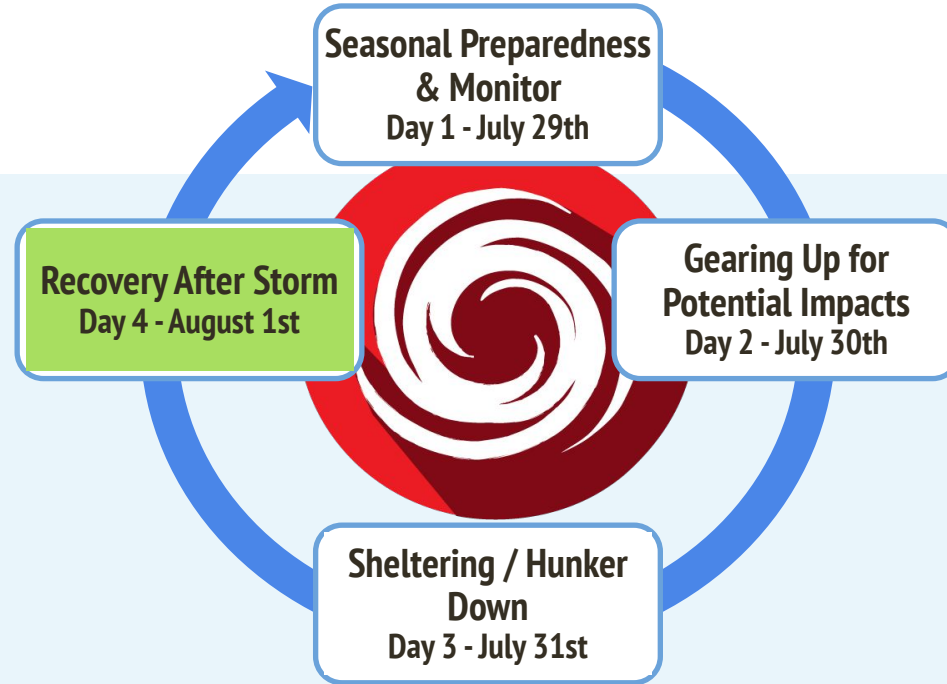 Seasonal Preparedness
& Monitor
Day 1 - July 29th
Gearing Up for
Potential Impacts
Day 2 - July 30th
Sheltering / Hunker
Down
Day 3 - July 31st
Recovery After Storm
Day 4 - August 1st